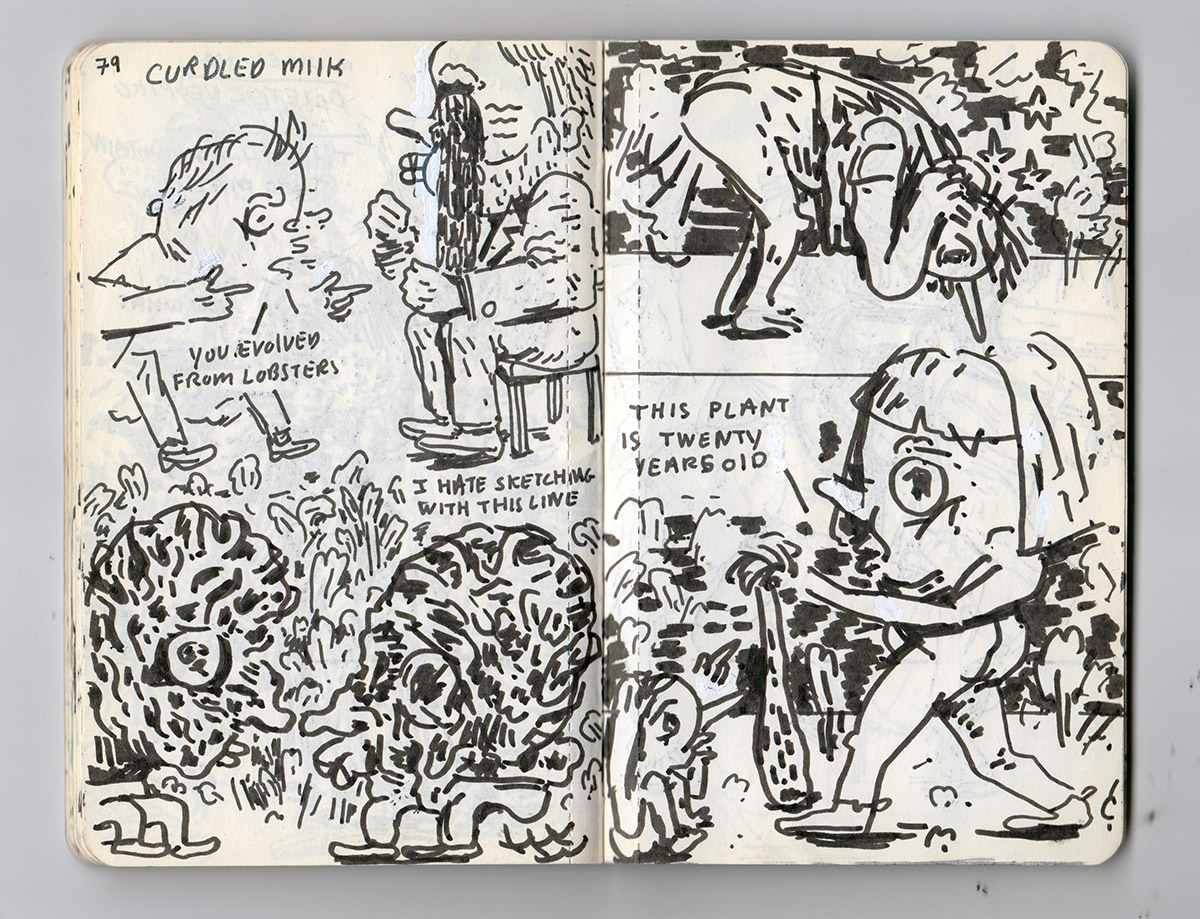 79 CURDLED MILK
YOU EVOLVED
FROM LOBSTERS
I HATE SKETCHING
WITH THIS LINE
THIS PLANT
IS TWENTY
YEARS OLD